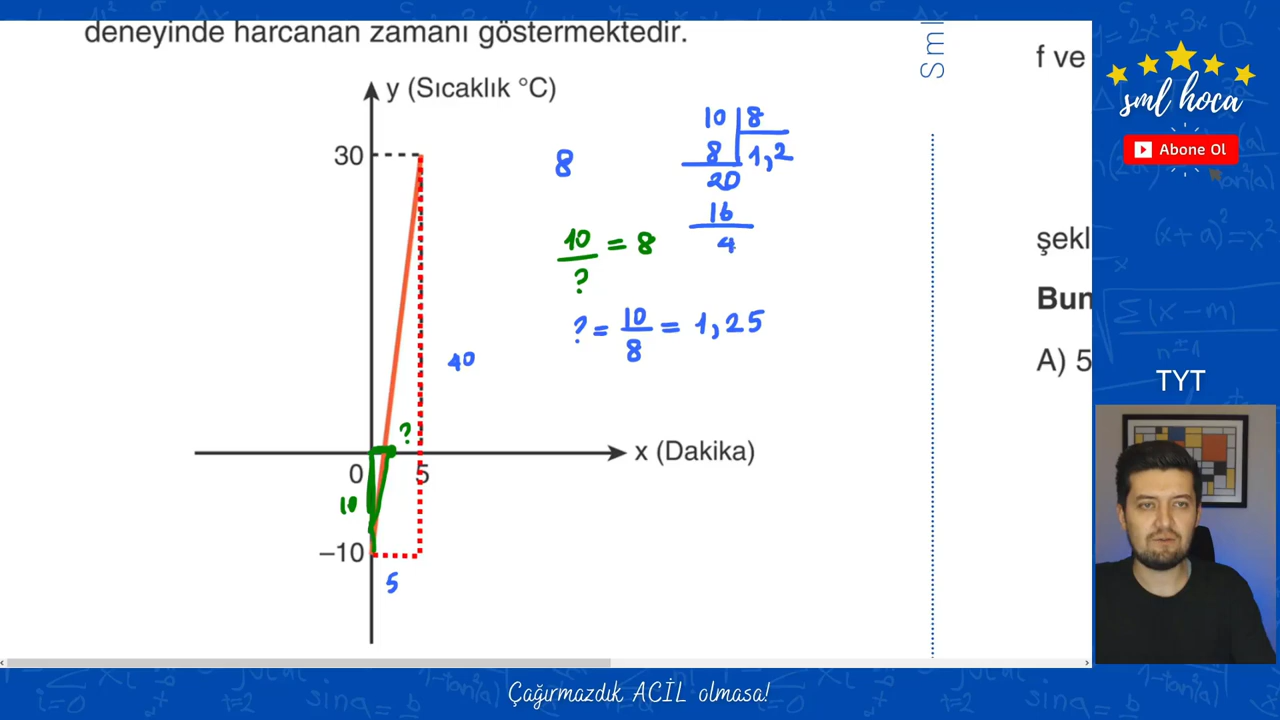 deneyinde harcanan zamanı göstermektedir.
y (Sıcaklık °C)
30
0
5
x (Dakika)
–10
10
?
40
5
8
10 8
8 1,2
20
16
4
10/? = 8
? = 10/8 = 1,25
Sml
f ve
şekl
Bun
A) 5
sml hoca
Abone Ol
TYT
Çağırmazdık ACİL olmasa!